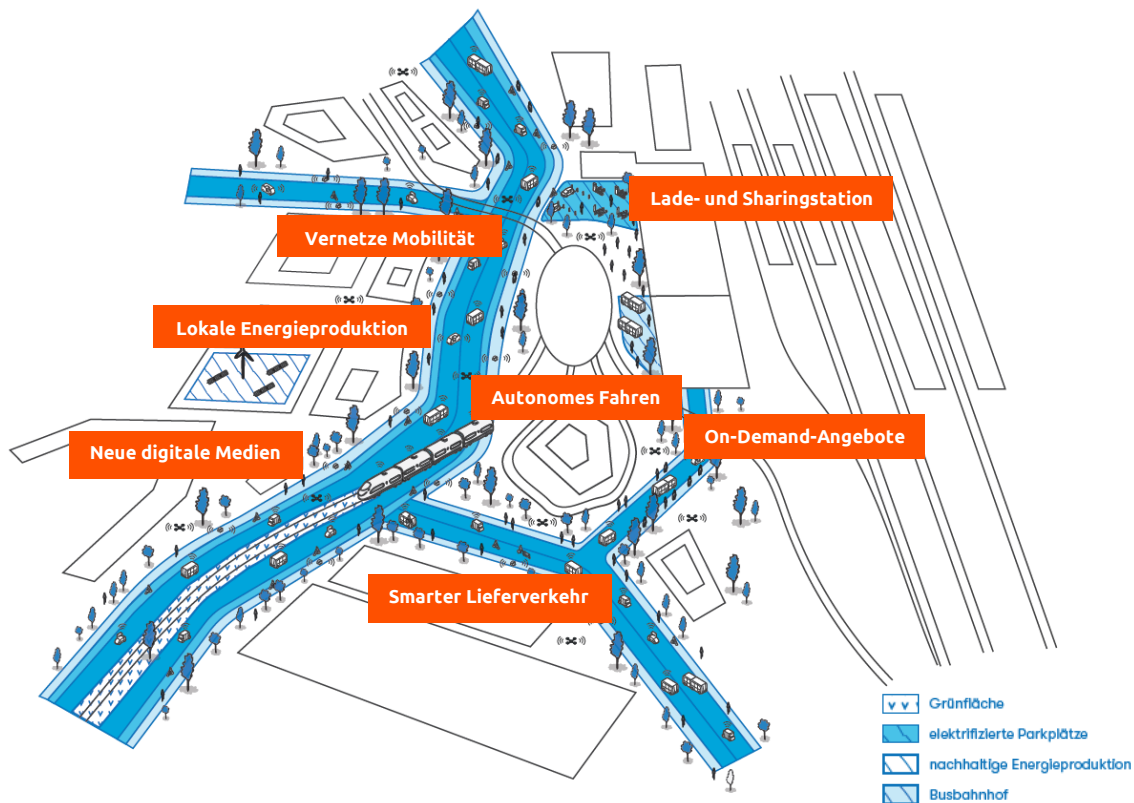 Lade- und Sharingstation
Vernetze Mobilität
Lokale Energieproduktion
Autonomes Fahren
On-Demand-Angebote
Neue digitale Medien
Smarter Lieferverkehr
Grünfläche
elektrifizierte Parkplätze
nachhaltige Energieproduktion
Busbahnhof